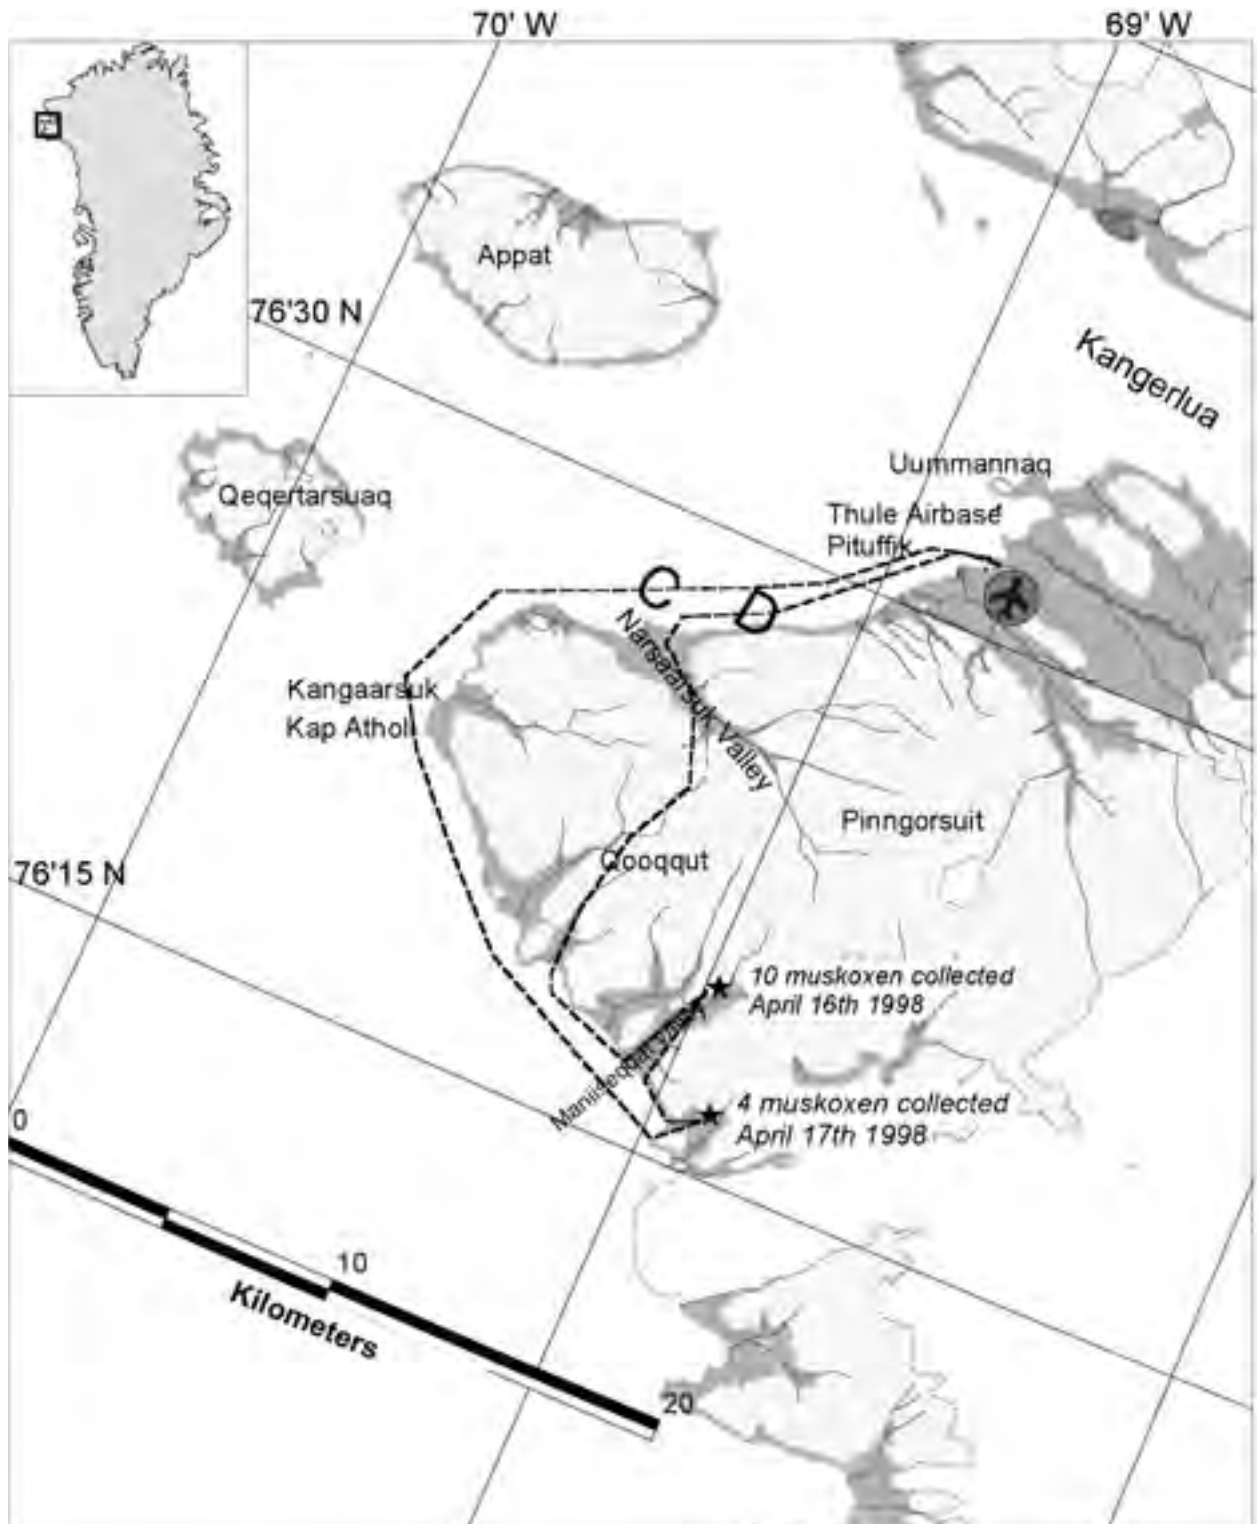 70' W
69' W
Appat
76'30 N
Kangerlua
Uummannaq
Qeqertarsuaq
Thule Airbase
Pituffik
C
D
Narsaarsuk Valley
Kangaarsuk
Kap Atholl
Pinngorsuit
Qooqqut
76'15 N
10 muskoxen collected
April 16th 1998
4 muskoxen collected
April 17th 1998
0
10
20
Kilometers